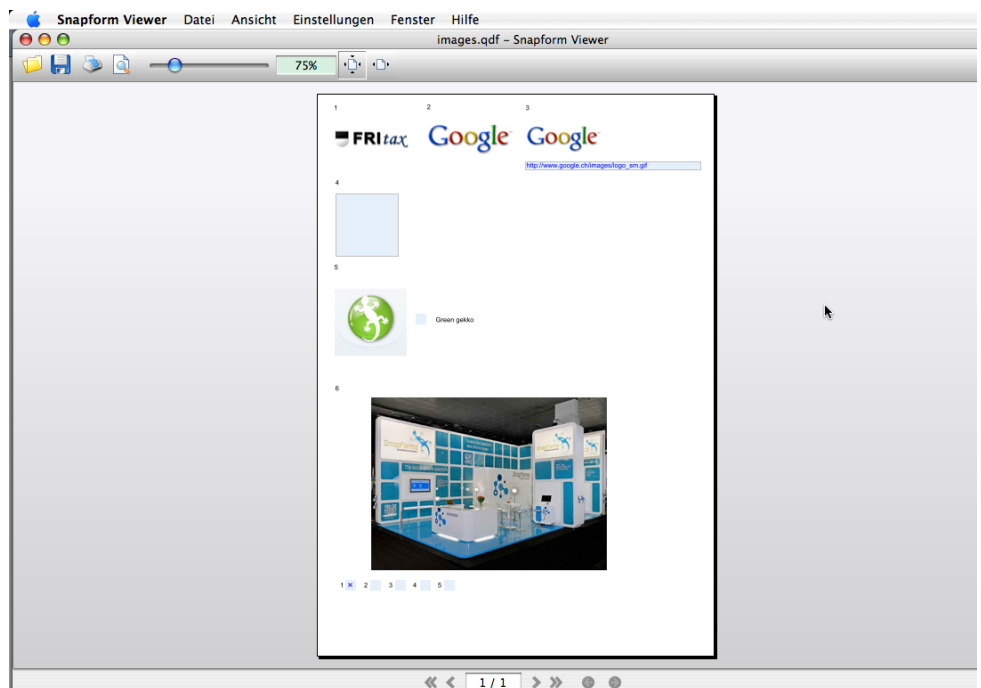 Snapform Viewer Datei Ansicht Einstellungen Fenster Hilfe
images.qdf – Snapform Viewer
75%
1 2 3
FRItax Google Google
http://www.google.ch/images/logo_sm.gif
4
5
Green gekko
6
SnapForms
1 × 2 3 4 5
1 / 1